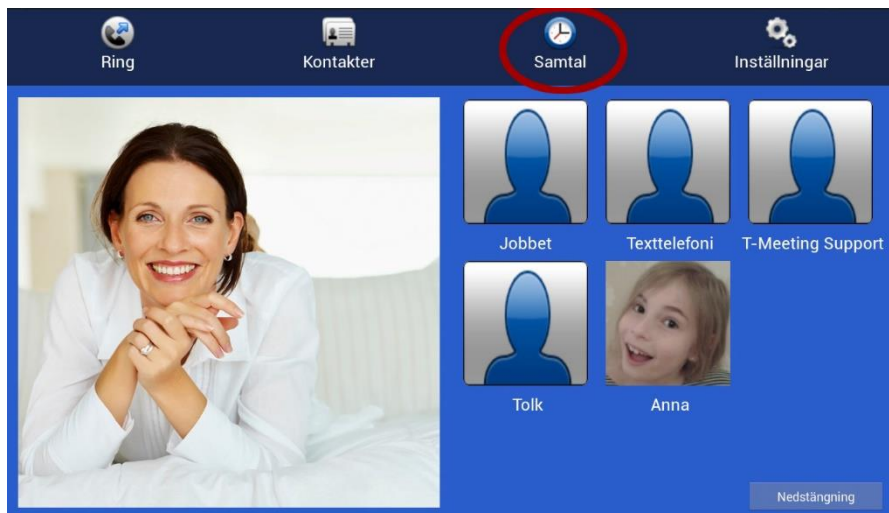 Ring
Kontakter
Samtal
Inställningar
Jobbet
Texttelefoni
T-Meeting Support
Tolk
Anna
Nedstängning